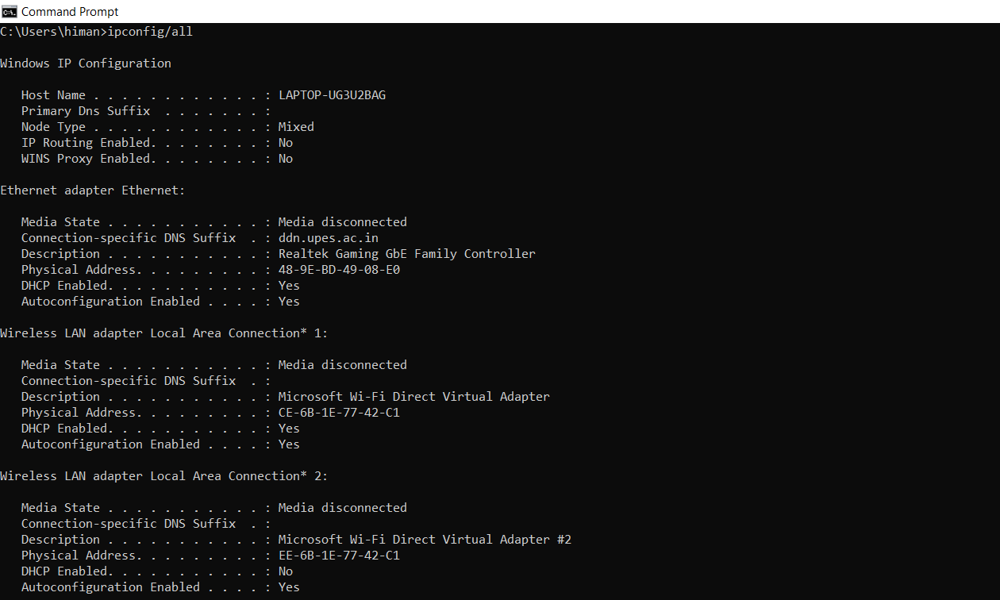 Command Prompt
C:\Users\himan>ipconfig/all
Windows IP Configuration
Host Name . . . . . . . . . . . . : LAPTOP-UG3U2BAG
Primary Dns Suffix  . . . . . . . :
Node Type . . . . . . . . . . . . : Mixed
IP Routing Enabled. . . . . . . . : No
WINS Proxy Enabled. . . . . . . . : No
Ethernet adapter Ethernet:
Media State . . . . . . . . . . . : Media disconnected
Connection-specific DNS Suffix  . : ddn.upes.ac.in
Description . . . . . . . . . . . : Realtek Gaming GbE Family Controller
Physical Address. . . . . . . . . : 48-9E-BD-49-08-E0
DHCP Enabled. . . . . . . . . . . : Yes
Autoconfiguration Enabled . . . . : Yes
Wireless LAN adapter Local Area Connection* 1:
Media State . . . . . . . . . . . : Media disconnected
Connection-specific DNS Suffix  . :
Description . . . . . . . . . . . : Microsoft Wi-Fi Direct Virtual Adapter
Physical Address. . . . . . . . . : CE-6B-1E-77-42-C1
DHCP Enabled. . . . . . . . . . . : Yes
Autoconfiguration Enabled . . . . : Yes
Wireless LAN adapter Local Area Connection* 2:
Media State . . . . . . . . . . . : Media disconnected
Connection-specific DNS Suffix  . :
Description . . . . . . . . . . . : Microsoft Wi-Fi Direct Virtual Adapter #2
Physical Address. . . . . . . . . : EE-6B-1E-77-42-C1
DHCP Enabled. . . . . . . . . . . : No
Autoconfiguration Enabled . . . . : Yes